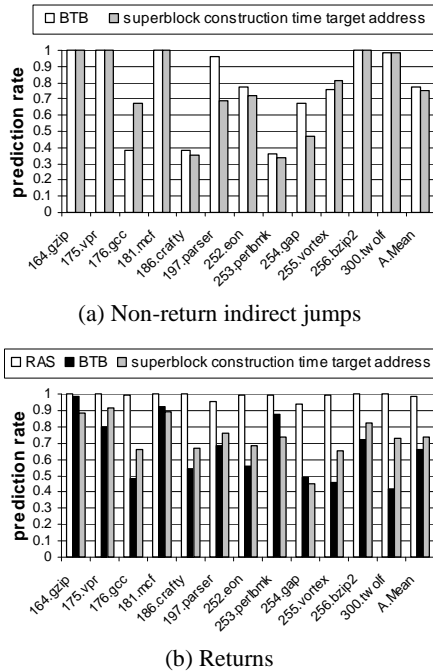 BTB superblock construction time target address
prediction rate
1
0.9
0.8
0.7
0.6
0.5
0.4
0.3
0.2
0.1
0
164.gzip
175.vpr
176.gcc
181.mcf
186.crafty
197.parser
252.eon
253.perlbmk
254.gap
255.vortex
256.bzip2
300.twolf
A.Mean
(a) Non-return indirect jumps
RAS BTB superblock construction time target address
prediction rate
1
0.9
0.8
0.7
0.6
0.5
0.4
0.3
0.2
0.1
0
164.gzip
175.vpr
176.gcc
181.mcf
186.crafty
197.parser
252.eon
253.perlbmk
254.gap
255.vortex
256.bzip2
300.twolf
A.Mean
(b) Returns